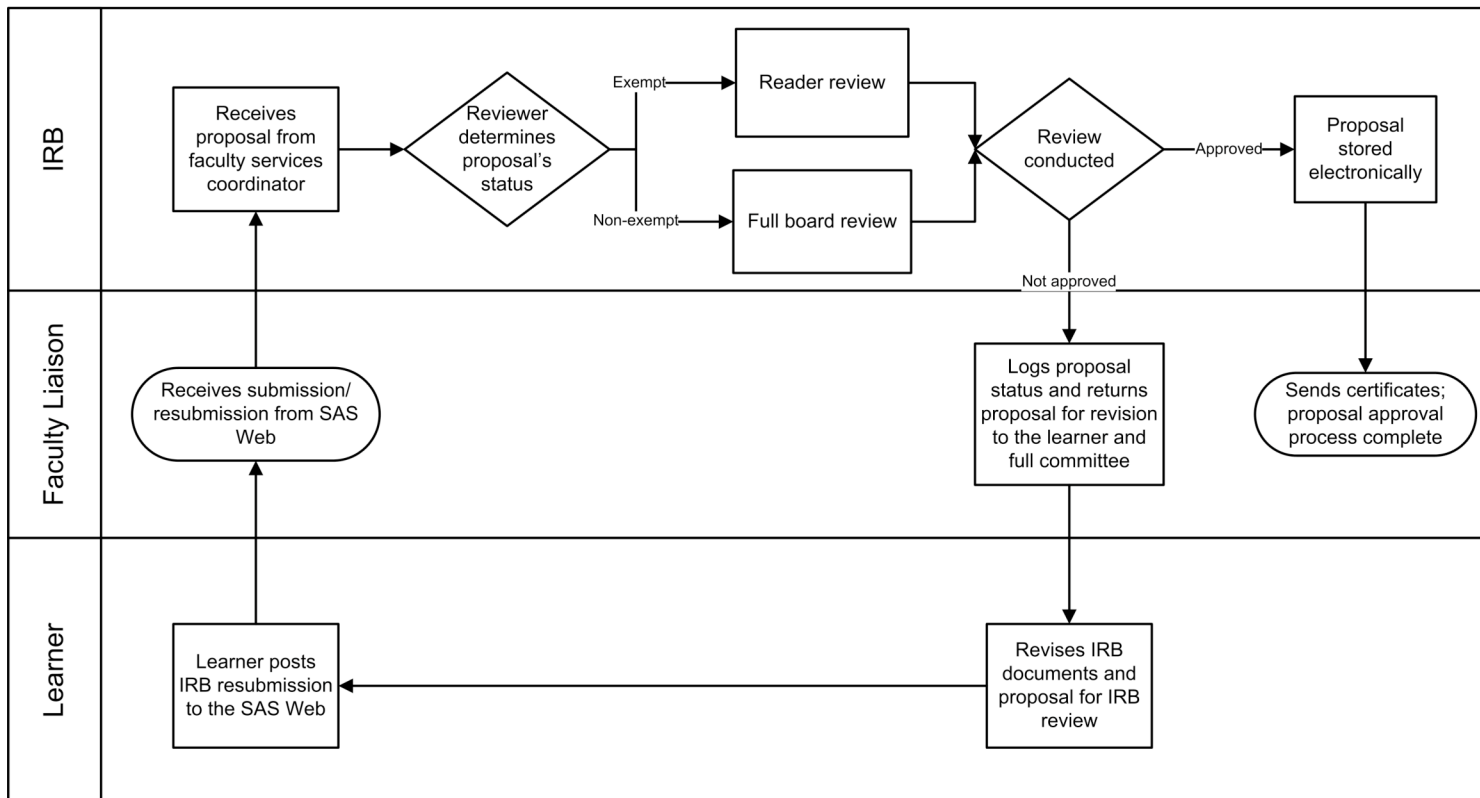 IRB
Receives
proposal from
faculty services
coordinator
Reviewer
determines
proposal's
status
Exempt
Non-exempt
Reader review
Full board review
Review
conducted
Approved
Not approved
Proposal
stored
electronically
Faculty Liaison
Receives submission/
resubmission from SAS
Web
Logs proposal
status and returns
proposal for revision
to the learner and
full committee
Sends certificates;
proposal approval
process complete
Learner
Learner posts
IRB resubmission
to the SAS Web
Revises IRB
documents and
proposal for IRB
review